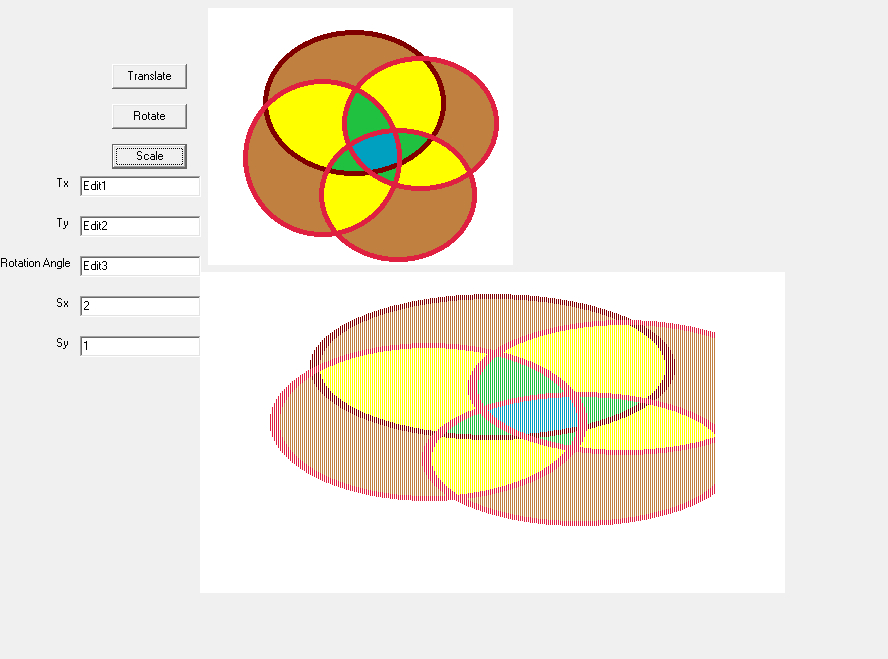 Translate
Rotate
Scale
Tx Edit1
Ty Edit2
Rotation Angle Edit3
Sx 2
Sy 1